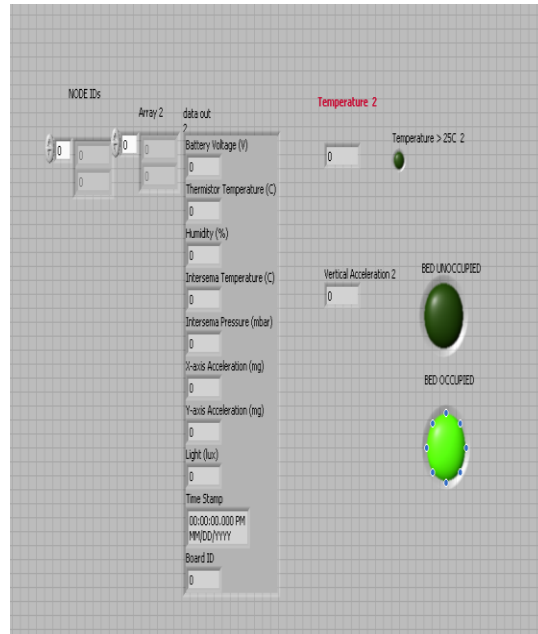 NODE IDs
Array 2
data out
2
Temperature 2
Temperature > 25C 2
0
0
0
0
0
0
Battery Voltage (V)
0
Thermistor Temperature (C)
0
Humidity (%)
0
Intersema Temperature (C)
0
Intersema Pressure (mbar)
0
X-axis Acceleration (mg)
0
Y-axis Acceleration (mg)
0
Light (lux)
0
Time Stamp
00:00:00.000 PM
MM/DD/YYYY
Board ID
0
0
Vertical Acceleration 2
0
BED UNOCCUPIED
BED OCCUPIED